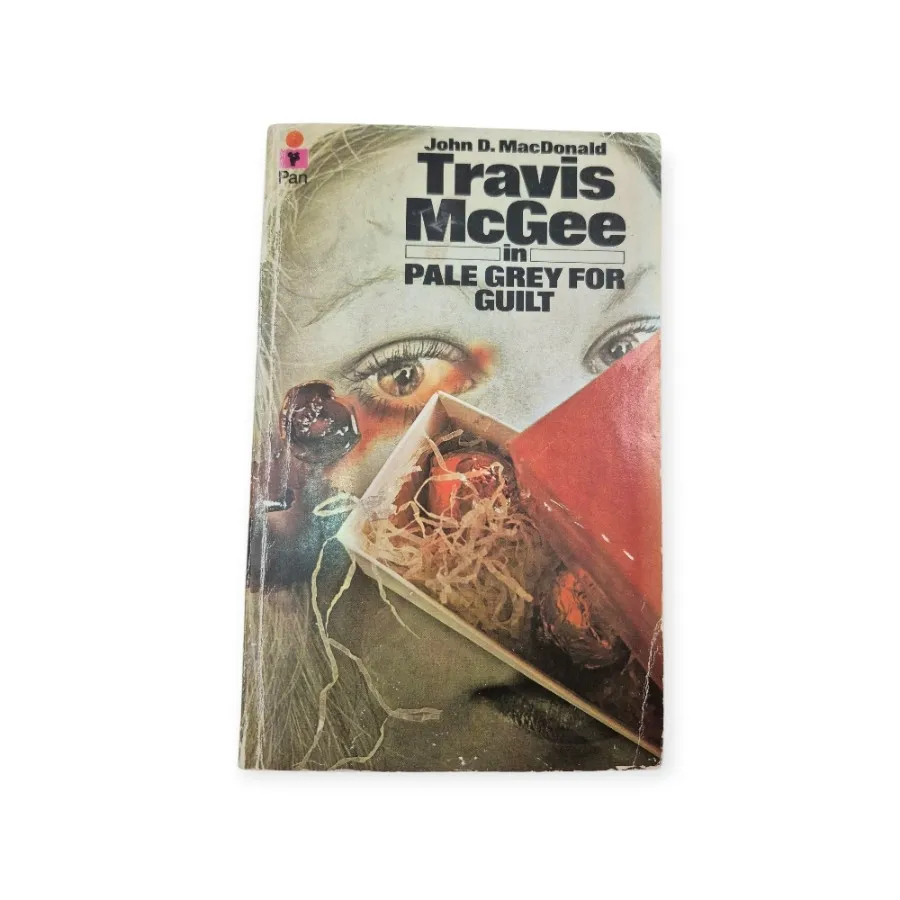 Pan
John D. MacDonald
Travis
McGee
in
PALE GREY FOR
GUILT